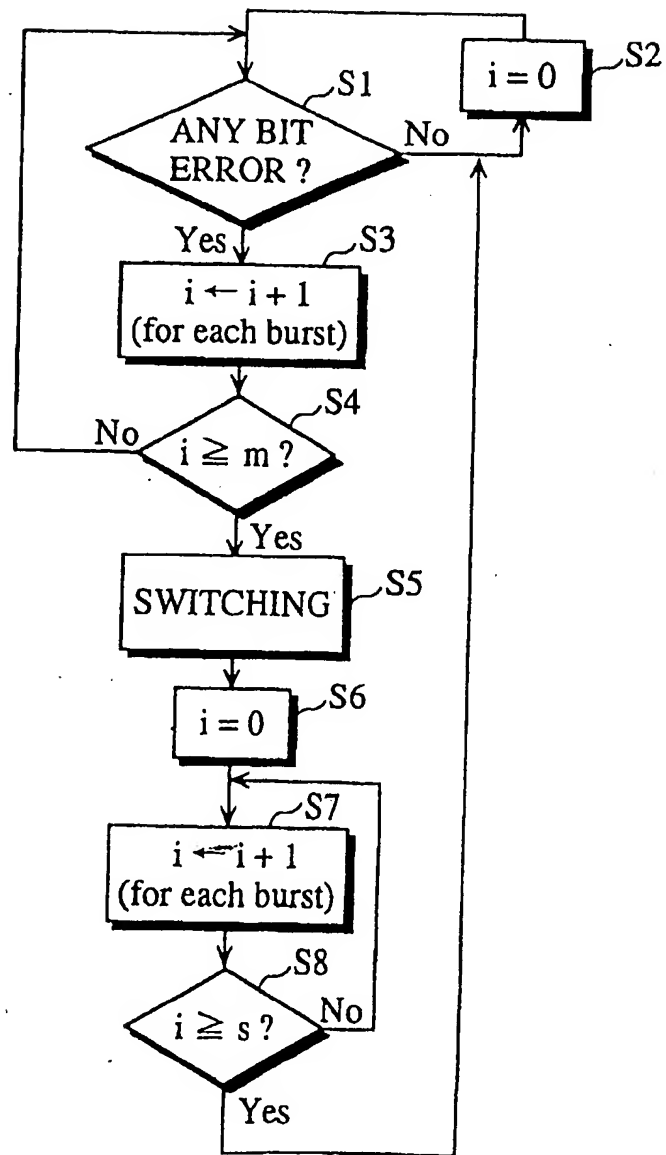 S2
i = 0
S1
ANY BIT
ERROR ?
No
Yes
S3
i ← i + 1
(for each burst)
S4
No
i ≧ m ?
Yes
SWITCHING
S5
S6
i = 0
S7
i ← i + 1
(for each burst)
S8
i ≧ s ?
No
Yes